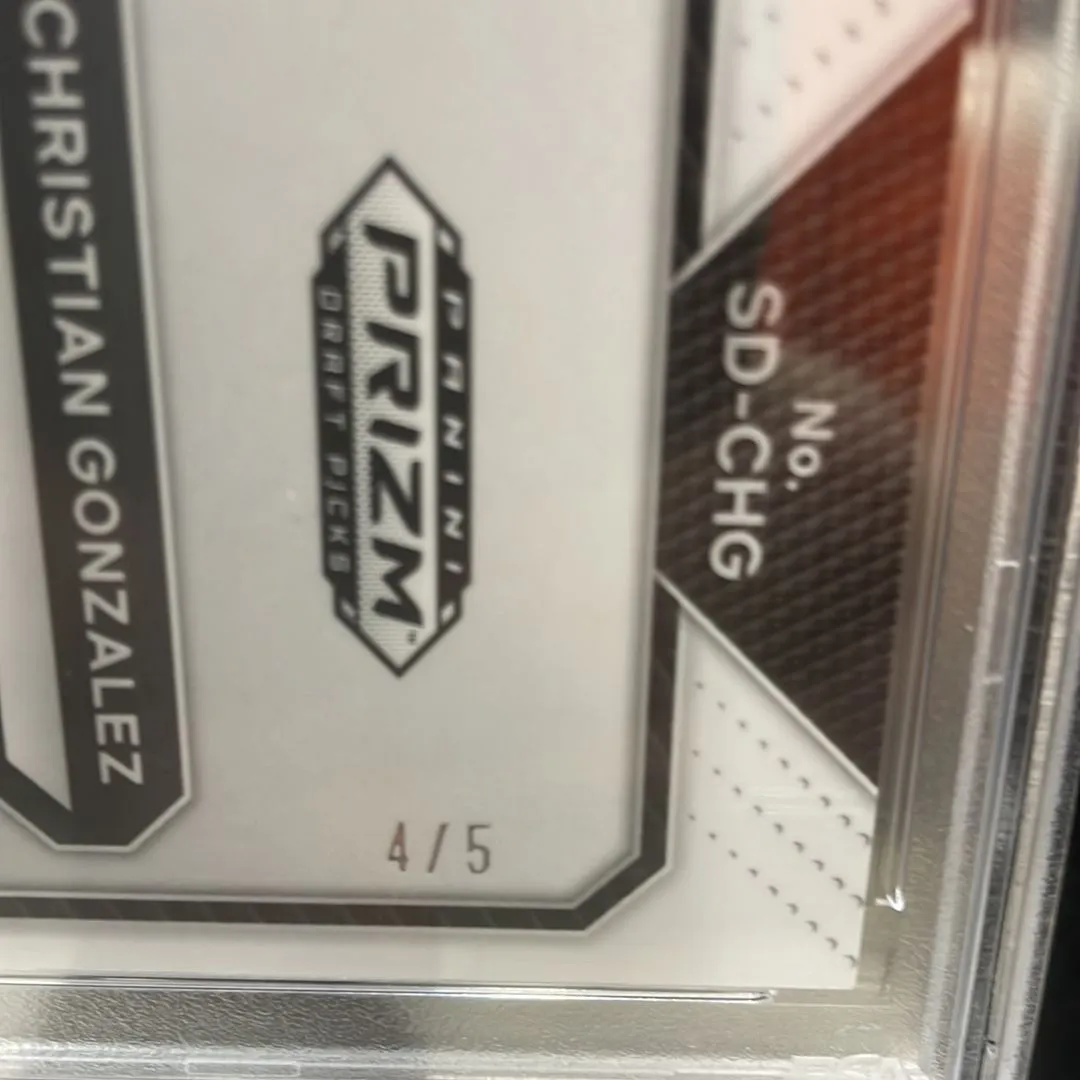 No.
SD-CHG
PANINI
PRIZM
DRAFT PICKS
CHRISTIAN GONZALEZ
4/5